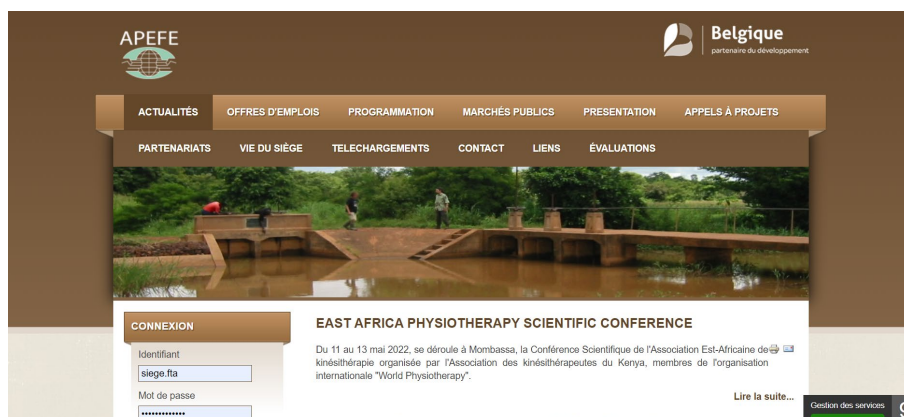 APEFE
Belgique
partenaire du développement
ACTUALITÉS OFFRES D'EMPLOIS PROGRAMMATION MARCHÉS PUBLICS PRESENTATION APPELS À PROJETS
PARTENARIATS VIE DU SIÈGE TELECHARGEMENTS CONTACT LIENS ÉVALUATIONS
CONNEXION
Identifiant
siege.fta
Mot de passe
•••••••••••••
EAST AFRICA PHYSIOTHERAPY SCIENTIFIC CONFERENCE
Du 11 au 13 mai 2022, se déroule à Mombassa, la Conférence Scientifique de l'Association Est-Africaine de
kinésithérapie organisée par l'Association des kinésithérapeutes du Kenya, membres de l'organisation
internationale "World Physiotherapy".
Lire la suite...
Gestion des services